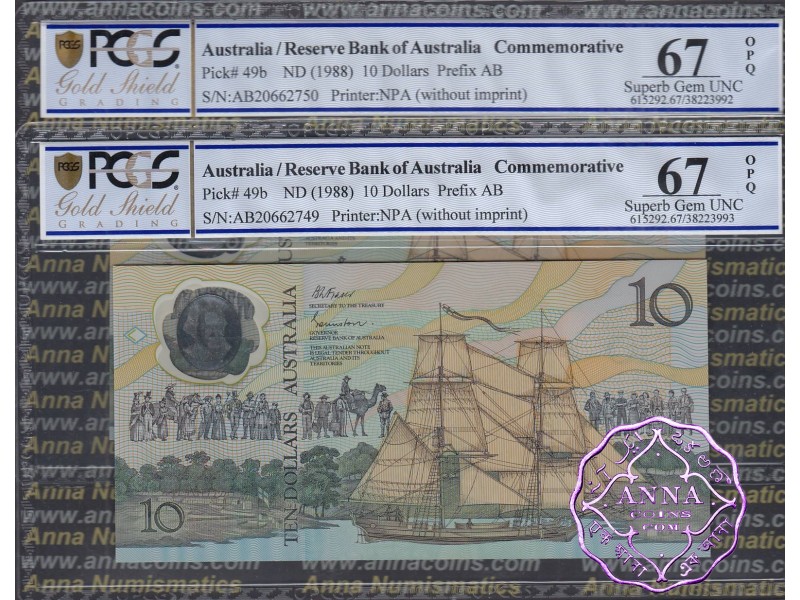 www.annacoins.com
PCGS
Gold Shield
GRADING
Australia / Reserve Bank of Australia Commemorative
Pick# 49b ND (1988) 10 Dollars Prefix AB
S/N:AB20662750 Printer:NPA (without imprint)
67
OPQ
Superb Gem UNC
615292.67/38223992
Anna Numismatics
PCGS
Gold Shield
GRADING
Australia / Reserve Bank of Australia Commemorative
Pick# 49b ND (1988) 10 Dollars Prefix AB
S/N:AB20662749 Printer:NPA (without imprint)
67
OPQ
Superb Gem UNC
615292.67/38223993
TEN DOLLARS AUSTRALIA
SECRETARY TO THE TREASURY
GOVERNOR
RESERVE BANK OF AUSTRALIA
THIS AUSTRALIAN NOTE
IS LEGAL TENDER THROUGHOUT
AUSTRALIA AND ITS
TERRITORIES
10
10
ANNA
COINS
.COM
www.annacoins.com
Anna Numismatics